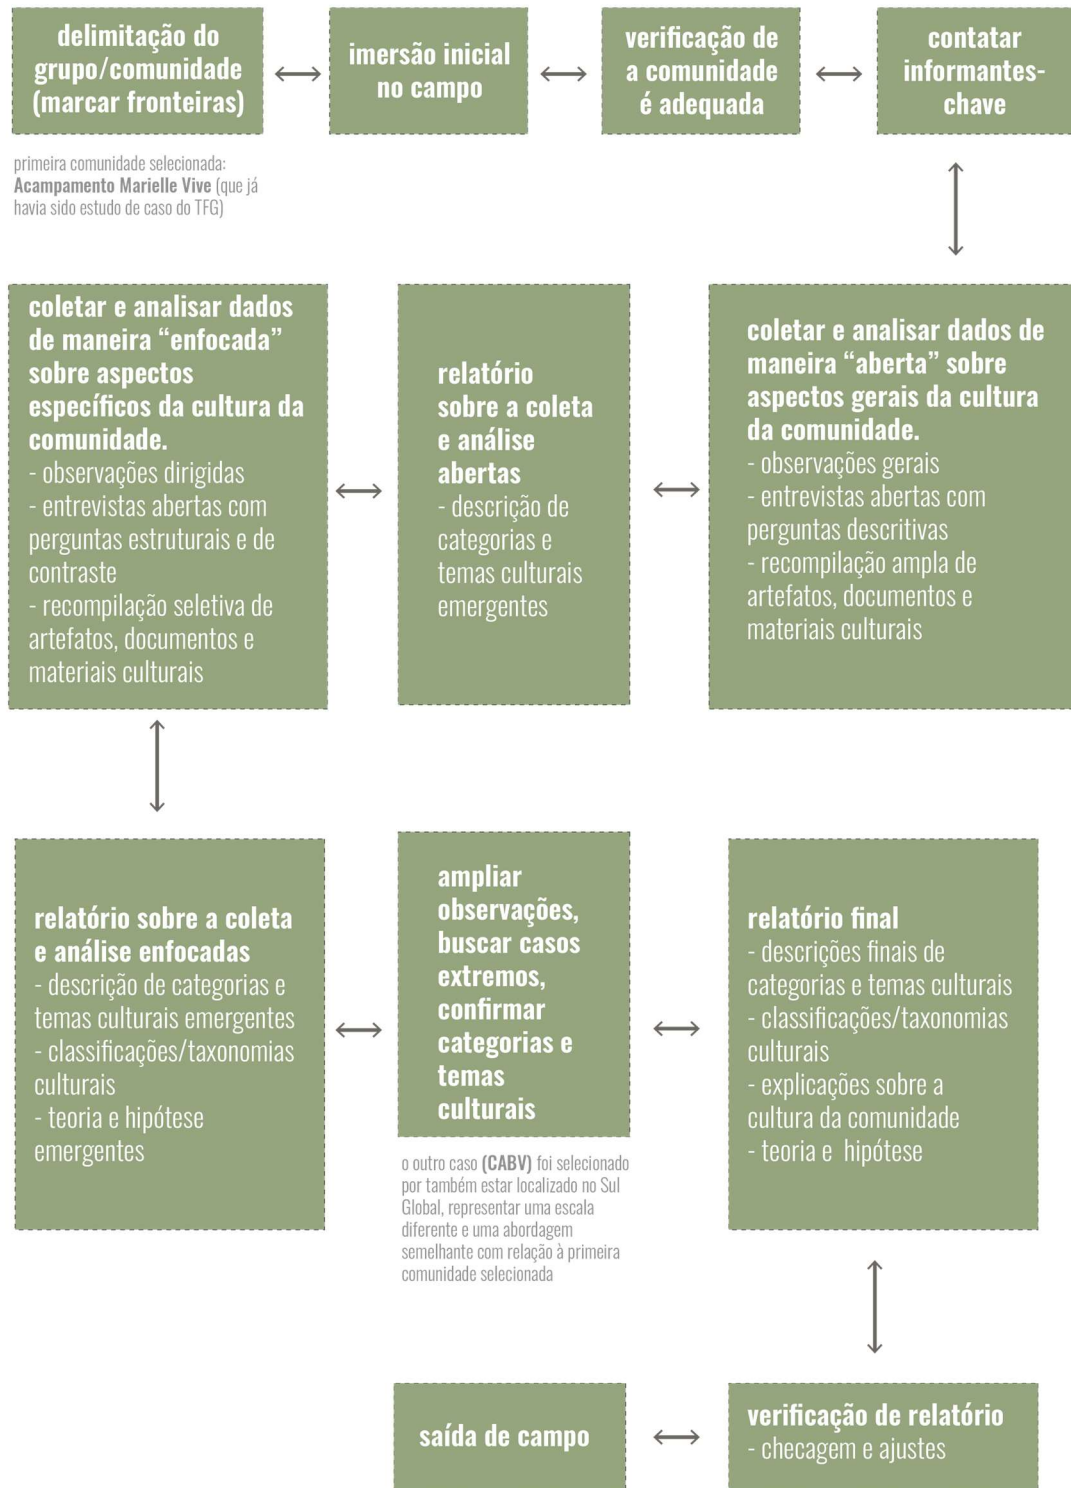 delimitação do
grupo/comunidade
(marcar fronteiras)
imersão inicial
no campo
verificação de
a comunidade
é adequada
contatar
informantes-
chave
primeira comunidade selecionada:
Acampamento Marielle Vive (que já
havia sido estudo de caso do TFG)
coletar e analisar dados
de maneira “enfocada”
sobre aspectos
específicos da cultura da
comunidade.
- observações dirigidas
- entrevistas abertas com
perguntas estruturais e de
contraste
- recompilação seletiva de
artefatos, documentos e
materiais culturais
relatório
sobre a coleta
e análise
abertas
- descrição de
categorias e
temas culturais
emergentes
coletar e analisar dados de
maneira “aberta” sobre
aspectos gerais da cultura
da comunidade.
- observações gerais
- entrevistas abertas com
perguntas descritivas
- recompilação ampla de
artefatos, documentos e
materiais culturais
relatório sobre a coleta
e análise enfocadas
- descrição de categorias e
temas culturais emergentes
- classificações/taxonomias
culturais
- teoria e hipótese
emergentes
ampliar
observações,
buscar casos
extremos,
confirmar
categorias e
temas
culturais
o outro caso (CABV) foi selecionado
por também estar localizado no Sul
Global, representar uma escala
diferente e uma abordagem
semelhante com relação à primeira
comunidade selecionada
relatório final
- descrições finais de
categorias e temas culturais
- classificações/taxonomias
culturais
- explicações sobre a
cultura da comunidade
- teoria e hipótese
saída de campo
verificação de relatório
- checagem e ajustes